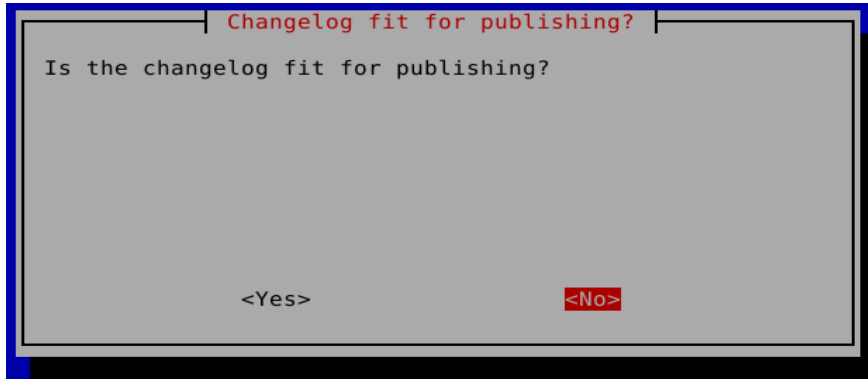 Changelog fit for publishing?
Is the changelog fit for publishing?
<Yes> <No>